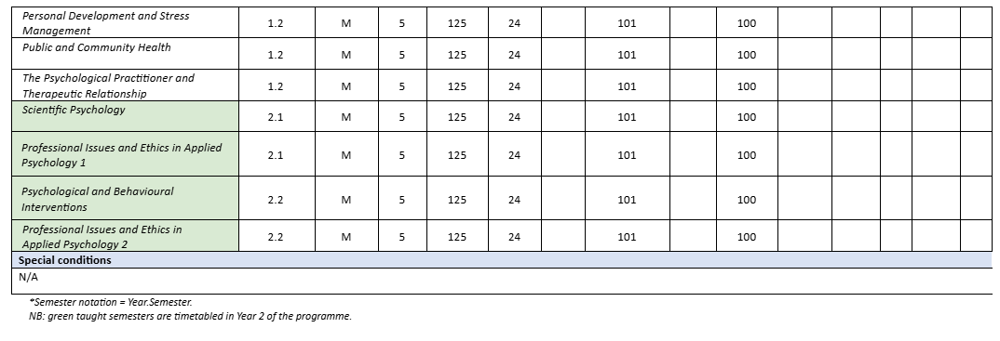 Personal Development and Stress
Management 1.2 M 5 125 24 101 100
Public and Community Health
1.2 M 5 125 24 101 100
The Psychological Practitioner and
Therapeutic Relationship 1.2 M 5 125 24 101 100
Scientific Psychology
2.1 M 5 125 24 101 100
Professional Issues and Ethics in Applied
Psychology 1 2.1 M 5 125 24 101 100
Psychological and Behavioural
Interventions 2.2 M 5 125 24 101 100
Professional Issues and Ethics in
Applied Psychology 2 2.2 M 5 125 24 101 100
Special conditions
N/A
*Semester notation = Year.Semester.
NB: green taught semesters are timetabled in Year 2 of the programme.